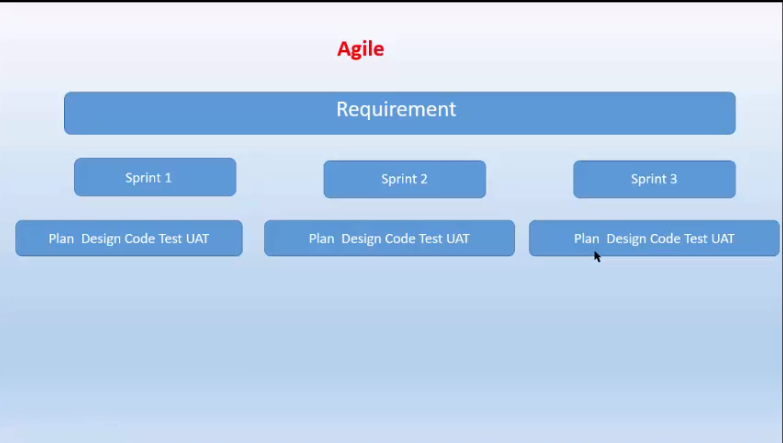 Agile
Requirement
Sprint 1
Sprint 2
Sprint 3
Plan  Design Code Test UAT
Plan  Design Code Test UAT
Plan  Design Code Test UAT